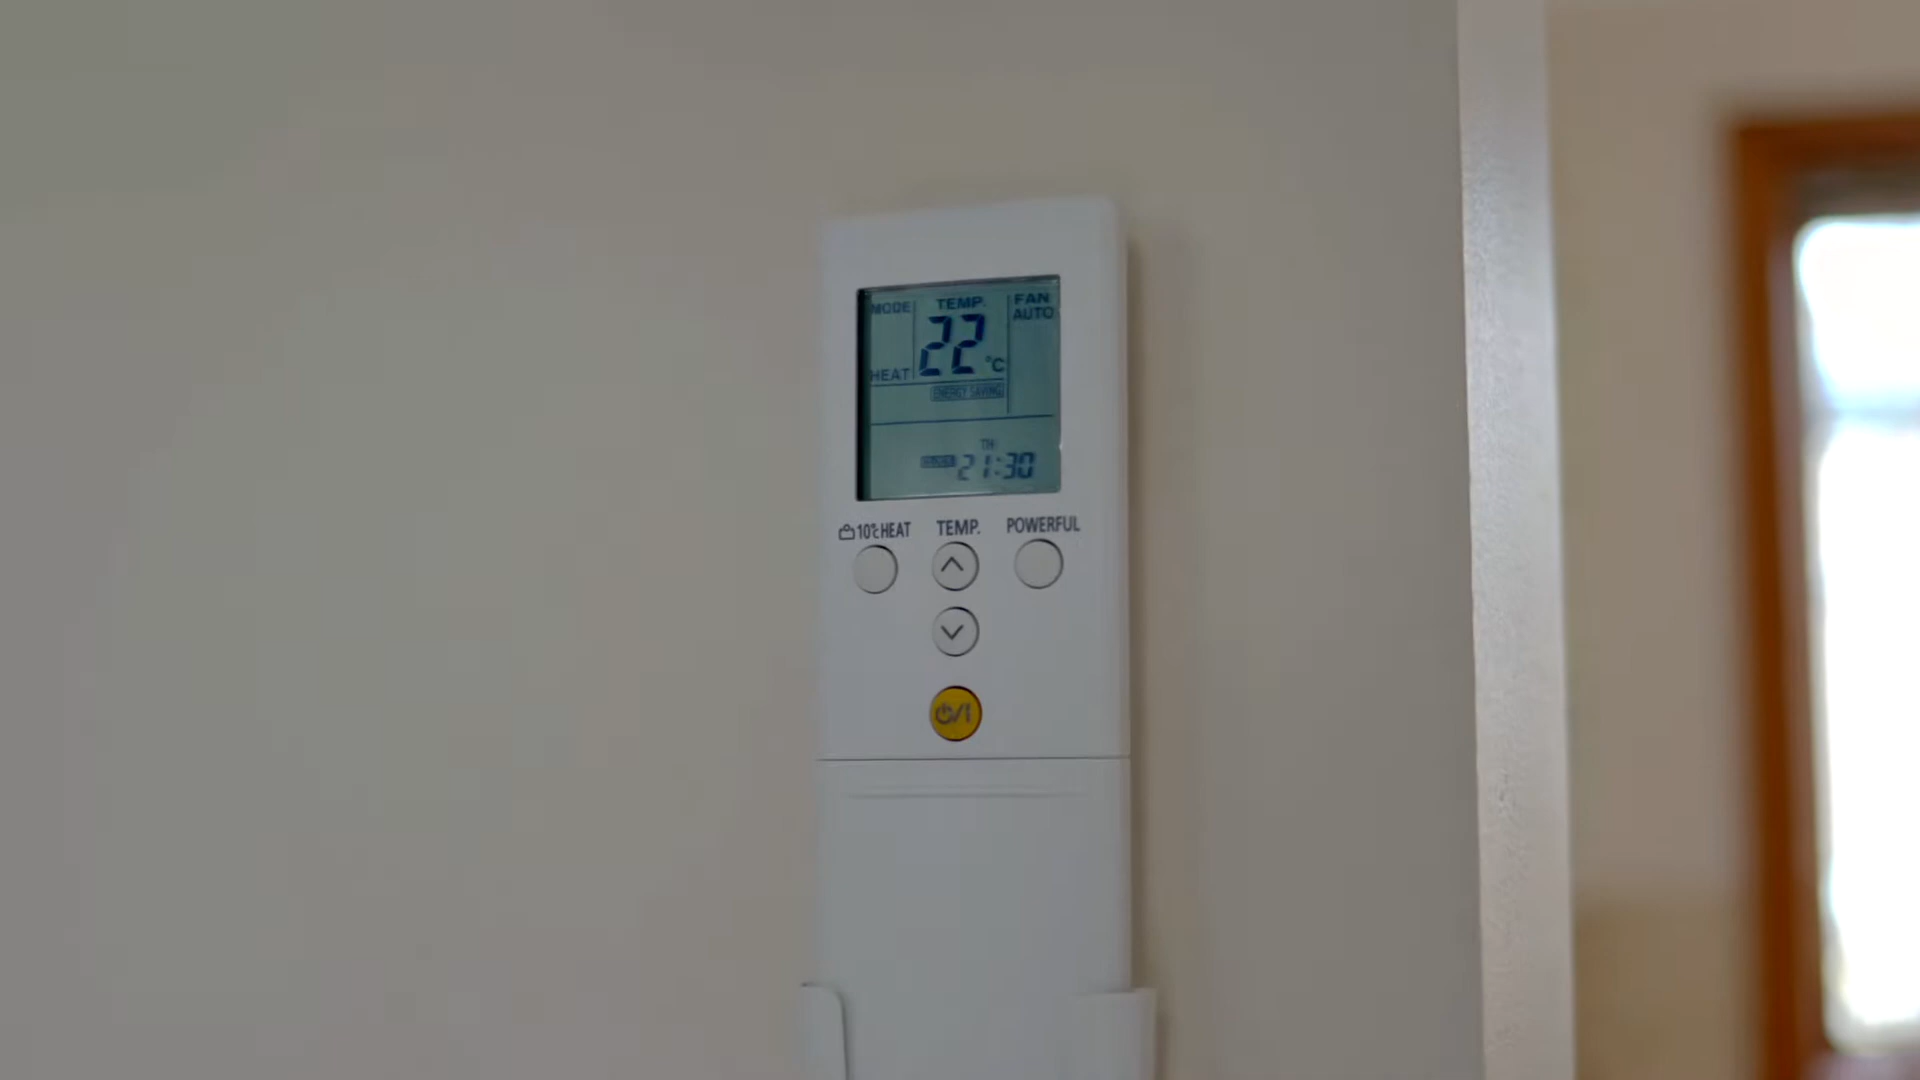 MODE TEMP. FAN
22 °C AUTO
HEAT
ENERGY SAVING
TH
21:30
10°C HEAT TEMP. POWERFUL